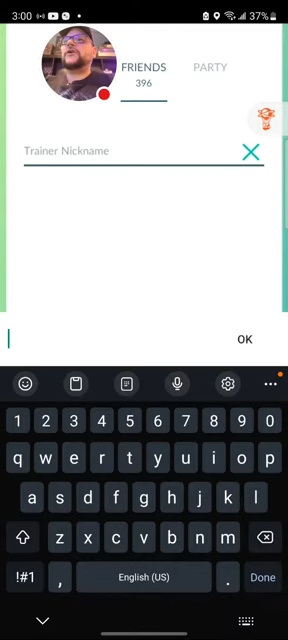 3:00
37%
FRIENDS
PARTY
396
Trainer Nickname
OK
1 2 3 4 5 6 7 8 9 0
q w e r t y u i o p
a s d f g h j k l
z x c v b n m
!#1 , English (US) . Done